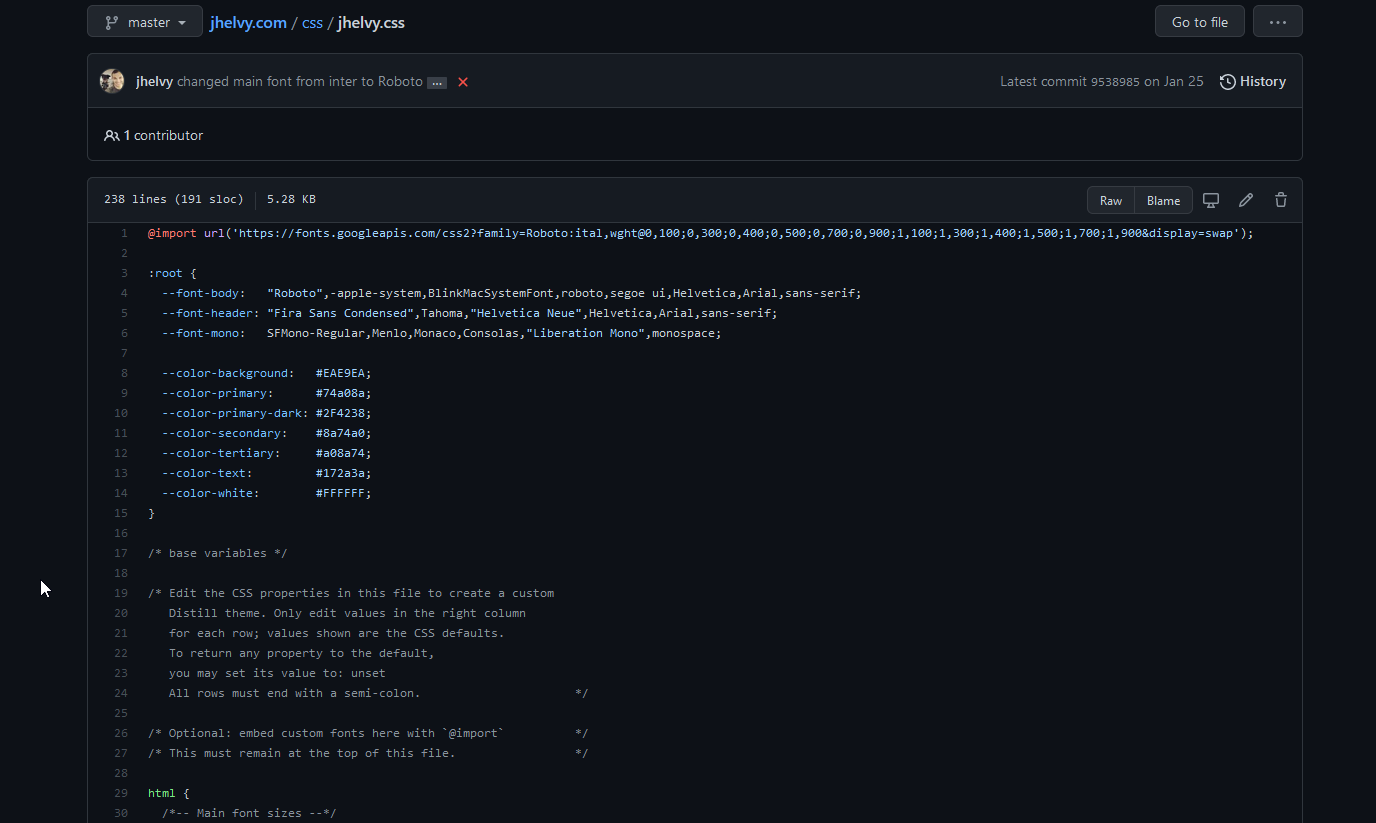 master jhelvy.com / css / jhelvy.css Go to file ...
jhelvy changed main font from inter to Roboto ... Latest commit 9538985 on Jan 25 History
1 contributor
238 lines (191 sloc) 5.28 KB Raw Blame
1 @import url('https://fonts.googleapis.com/css2?family=Roboto:ital,wght@0,100;0,300;0,400;0,500;0,700;0,900;1,100;1,300;1,400;1,500;1,700;1,900&display=swap');
2
3 :root {
4   --font-body:   "Roboto",-apple-system,BlinkMacSystemFont,roboto,segoe ui,Helvetica,Arial,sans-serif;
5   --font-header: "Fira Sans Condensed",Tahoma,"Helvetica Neue",Helvetica,Arial,sans-serif;
6   --font-mono:   SFMono-Regular,Menlo,Monaco,Consolas,"Liberation Mono",monospace;
7
8   --color-background:   #EAE9EA;
9   --color-primary:      #74a08a;
10   --color-primary-dark: #2F4238;
11   --color-secondary:    #8a74a0;
12   --color-tertiary:     #a08a74;
13   --color-text:         #172a3a;
14   --color-white:        #FFFFFF;
15 }
16
17 /* base variables */
18
19 /* Edit the CSS properties in this file to create a custom
20    Distill theme. Only edit values in the right column
21    for each row; values shown are the CSS defaults.
22    To return any property to the default,
23    you may set its value to: unset
24    All rows must end with a semi-colon.                      */
25
26 /* Optional: embed custom fonts here with `@import`          */
27 /* This must remain at the top of this file.                 */
28
29 html {
30   /*-- Main font sizes --*/